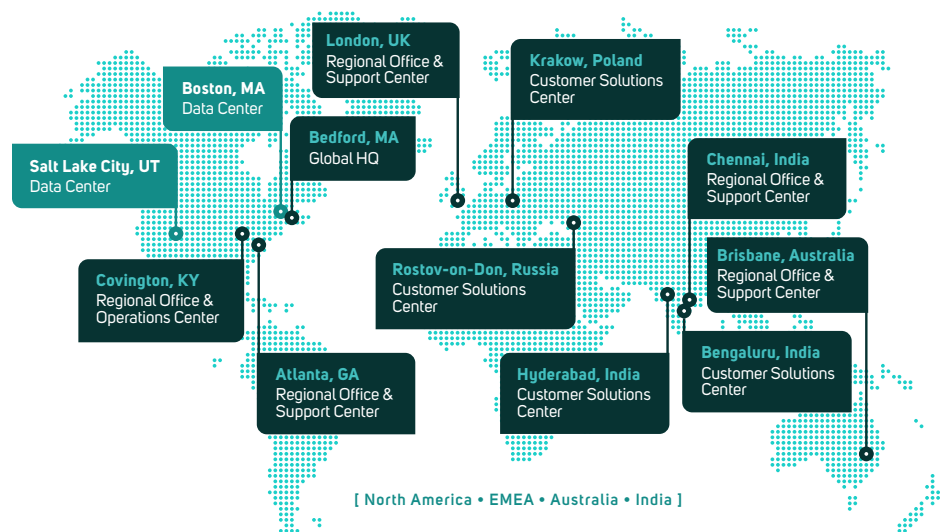 London, UK
Regional Office &
Support Center
Krakow, Poland
Customer Solutions
Center
Boston, MA
Data Center
Bedford, MA
Global HQ
Salt Lake City, UT
Data Center
Chennai, India
Regional Office &
Support Center
Covington, KY
Regional Office &
Operations Center
Rostov-on-Don, Russia
Customer Solutions
Center
Brisbane, Australia
Regional Office &
Support Center
Atlanta, GA
Regional Office &
Support Center
Hyderabad, India
Customer Solutions
Center
Bengaluru, India
Customer Solutions
Center
[ North America • EMEA • Australia • India ]